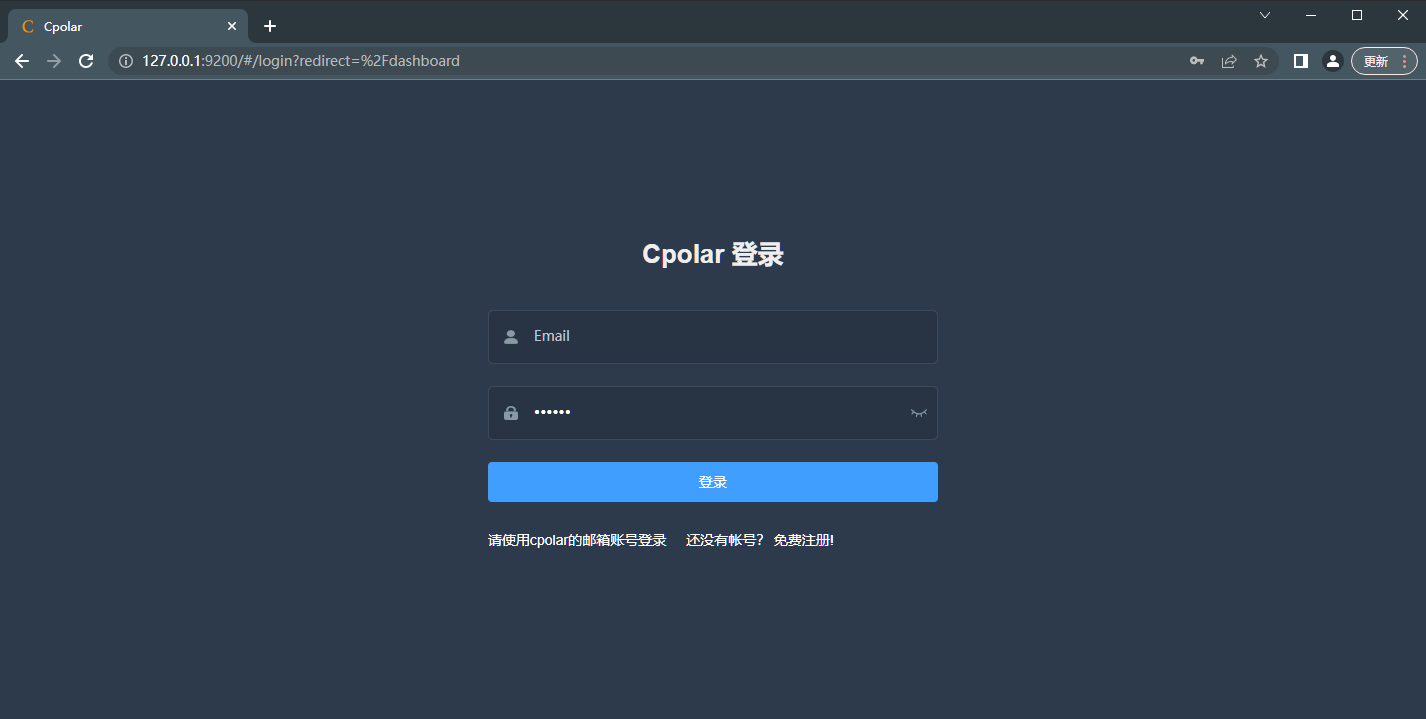 Cpolar
127.0.0.1:9200/#/login?redirect=%2Fdashboard
更新
Cpolar 登录
Email
••••••
登录
请使用cpolar的邮箱账号登录 还没有帐号? 免费注册!